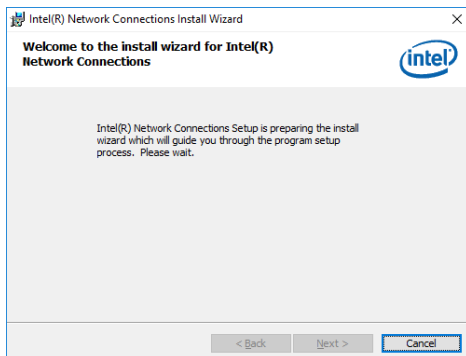 Intel(R) Network Connections Install Wizard
Welcome to the install wizard for Intel(R)
Network Connections
intel
Intel(R) Network Connections Setup is preparing the install
wizard which will guide you through the program setup
process. Please wait.
< Back Next > Cancel